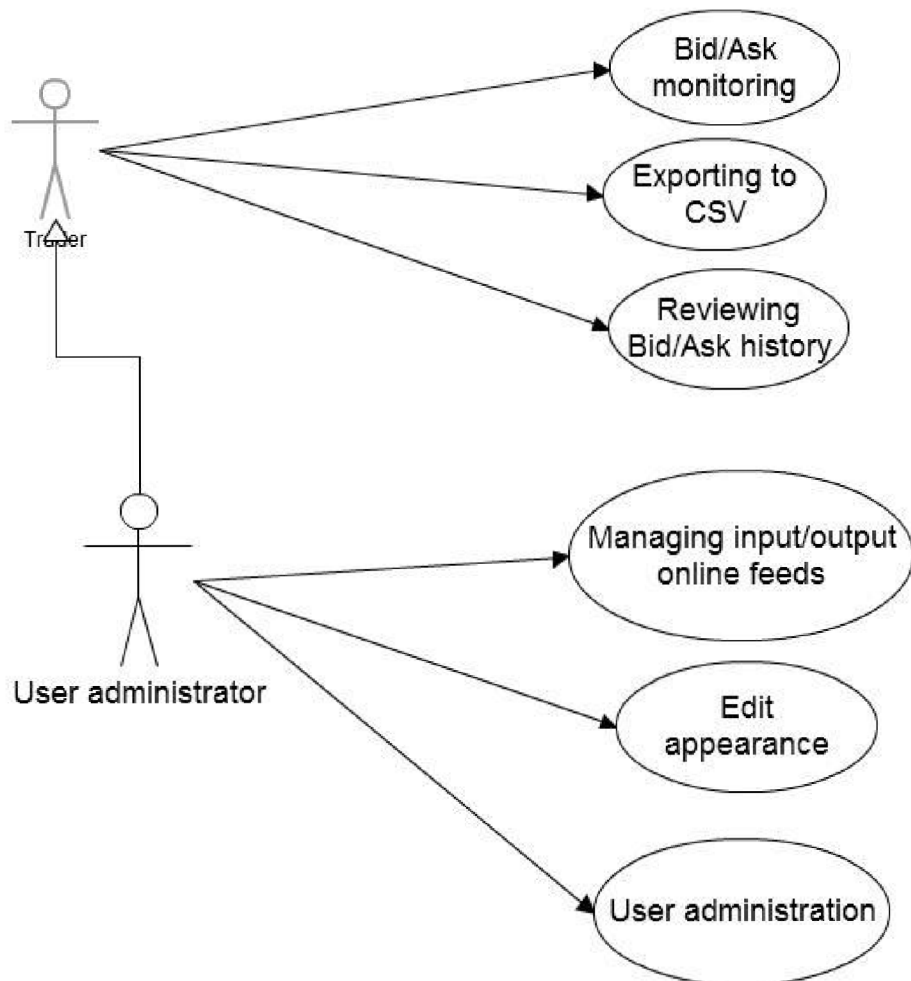 Bid/Ask
monitoring
Exporting to
CSV
Trader
Reviewing
Bid/Ask history
Managing input/output
online feeds
User administrator
Edit
appearance
User administration